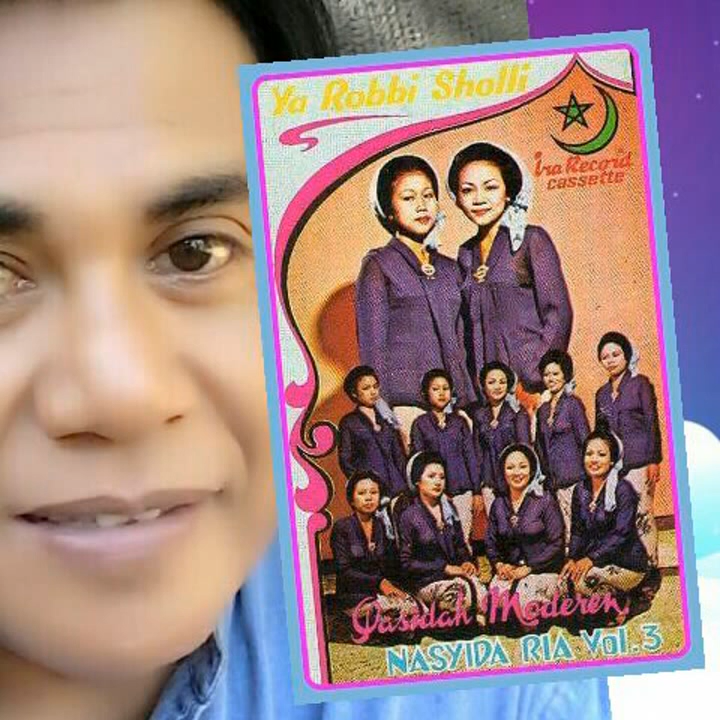 Ya Robbi Sholli
Ira Record
cassette
Qasidah Moderen
NASYIDA RIA Vol.3